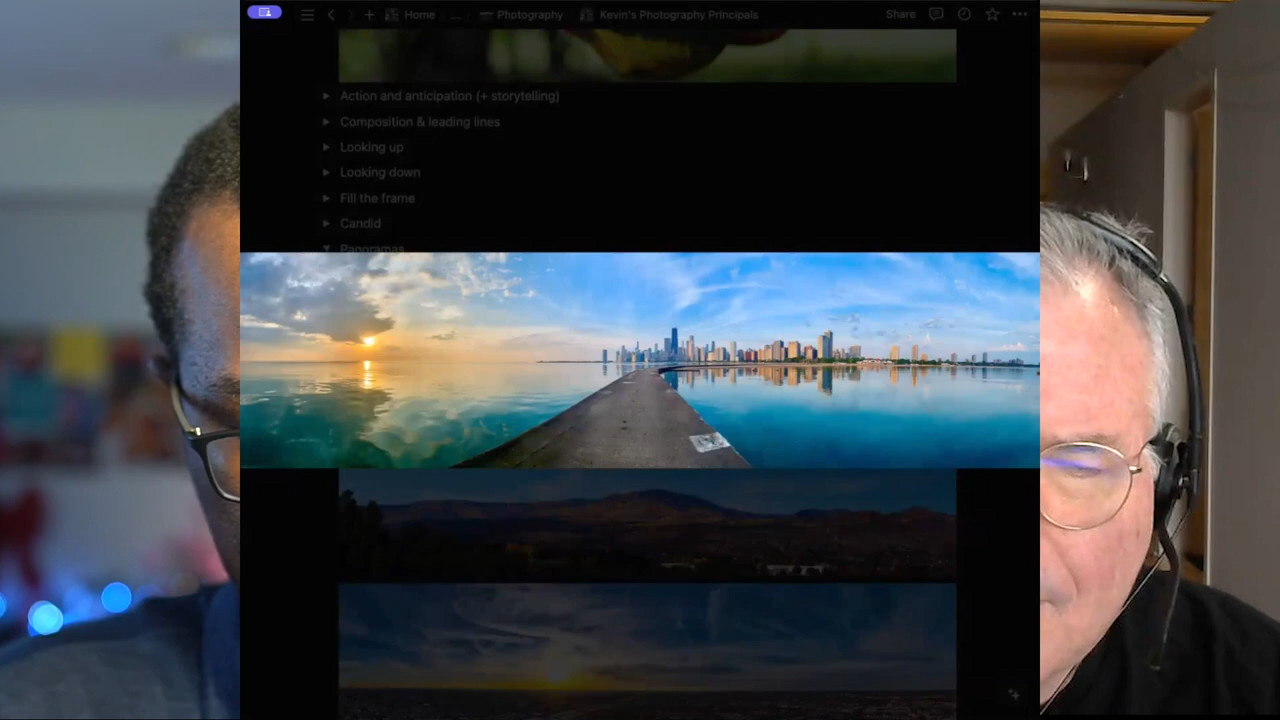 Home ... Photography Kevin's Photography Principals Share
Action and anticipation (+ storytelling)
Composition & leading lines
Looking up
Looking down
Fill the frame
Candid
Panoramas